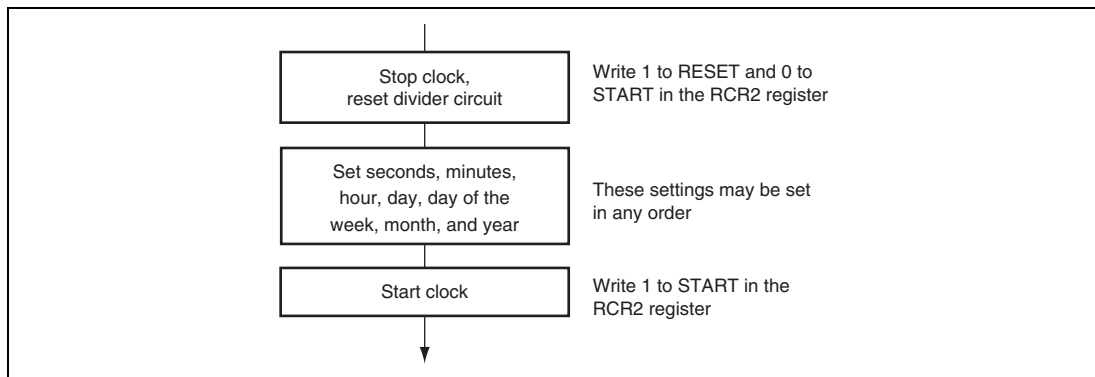 Stop clock,
reset divider circuit
Write 1 to RESET and 0 to
START in the RCR2 register
Set seconds, minutes,
hour, day, day of the
week, month, and year
These settings may be set
in any order
Start clock
Write 1 to START in the
RCR2 register